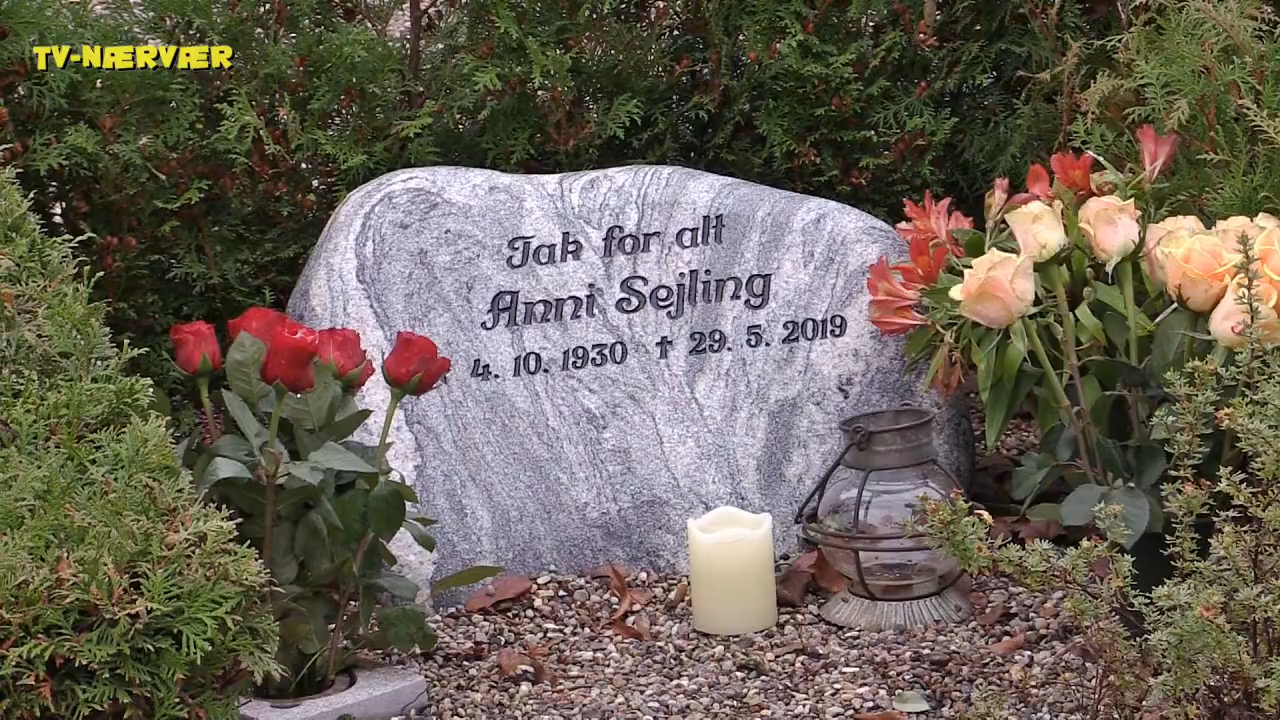 TV-NÆRVÆR
Tak for alt
Anni Sejling
4. 10. 1930 † 29. 5. 2019